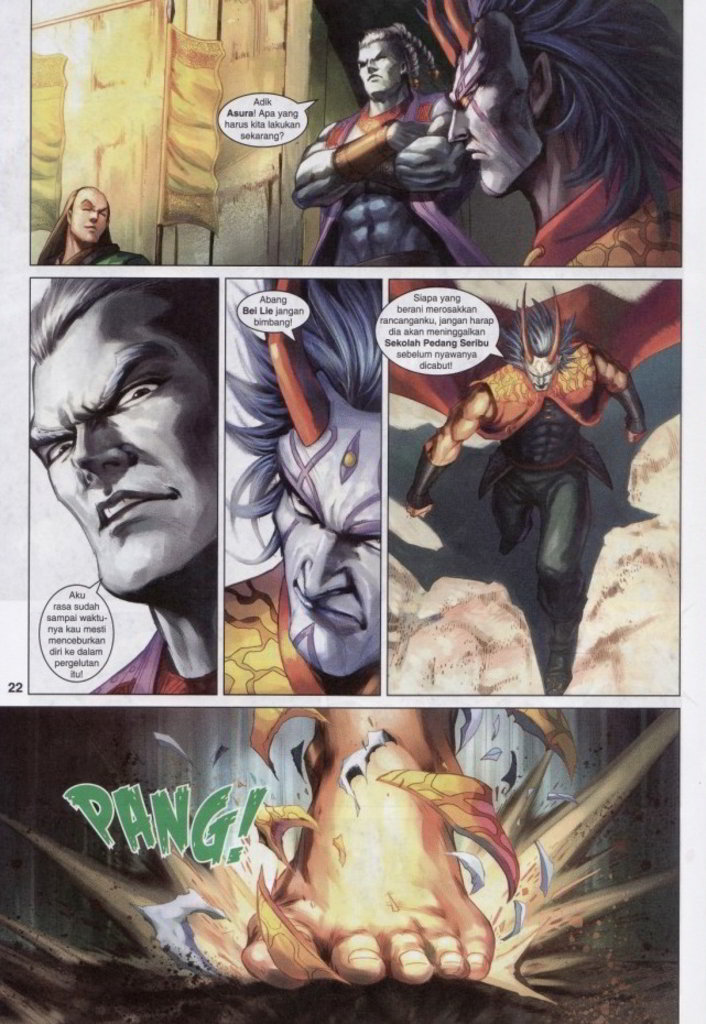 Adik
Asura! Apa yang
harus kita lakukan
sekarang?
Aku
rasa sudah
sampai waktu-
nya kau mesti
menceburkan
diri ke dalam
pergelutan
itu!
Abang
Bei Lie jangan
bimbang!
Siapa yang
berani merosakkan
rancanganku, jangan harap
dia akan meninggalkan
Sekolah Pedang Seribu
sebelum nyawanya
dicabut!
22
PANG!